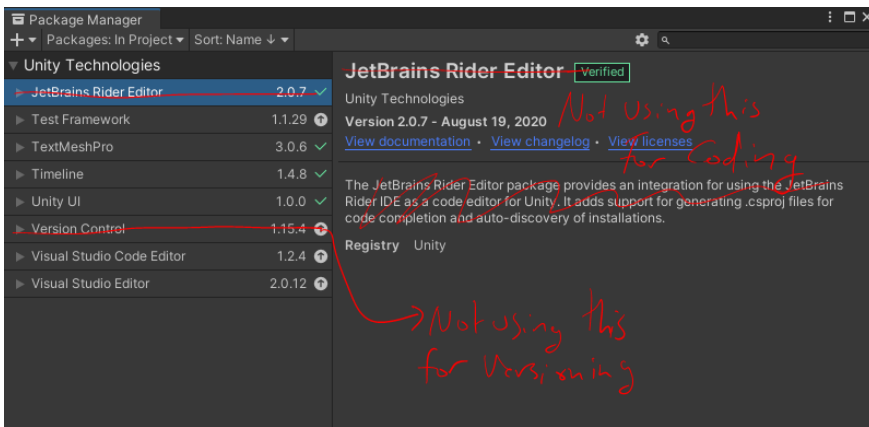 Package Manager
Packages: In Project Sort: Name ↓
Unity Technologies
JetBrains Rider Editor 2.0.7
Test Framework 1.1.29
TextMeshPro 3.0.6
Timeline 1.4.8
Unity UI 1.0.0
Version Control 1.15.4
Visual Studio Code Editor 1.2.4
Visual Studio Editor 2.0.12
JetBrains Rider Editor Verified
Unity Technologies
Version 2.0.7 - August 19, 2020
View documentation • View changelog • View licenses
Not using this
for Coding
The JetBrains Rider Editor package provides an integration for using the JetBrains
Rider IDE as a code editor for Unity. It adds support for generating .csproj files for
code completion and auto-discovery of installations.
Registry Unity
Not using this
for Versioning